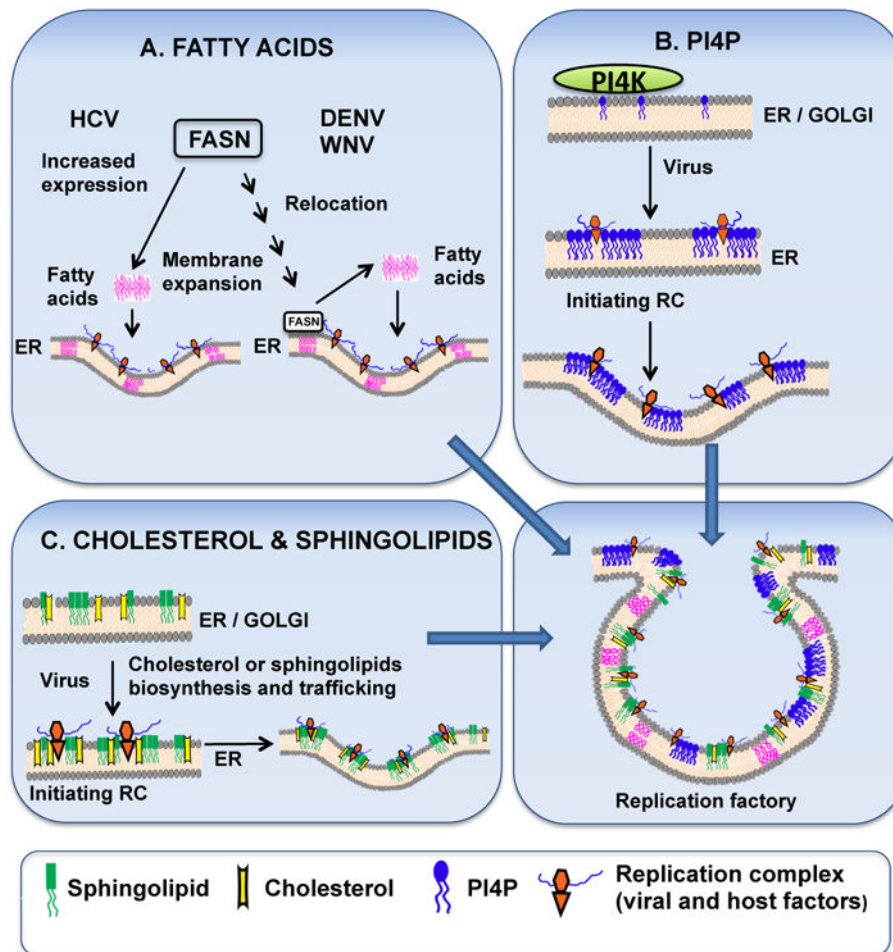 A. FATTY ACIDS
HCV
FASN
DENV
WNV
Increased
expression
Relocation
Fatty
acids
Membrane
expansion
Fatty
acids
FASN
ER
ER
B. PI4P
PI4K
ER / GOLGI
Virus
ER
Initiating RC
C. CHOLESTEROL & SPHINGOLIPIDS
ER / GOLGI
Virus
Cholesterol or sphingolipids
biosynthesis and trafficking
ER
Initiating RC
Replication factory
Sphingolipid
Cholesterol
PI4P
Replication complex
(viral and host factors)